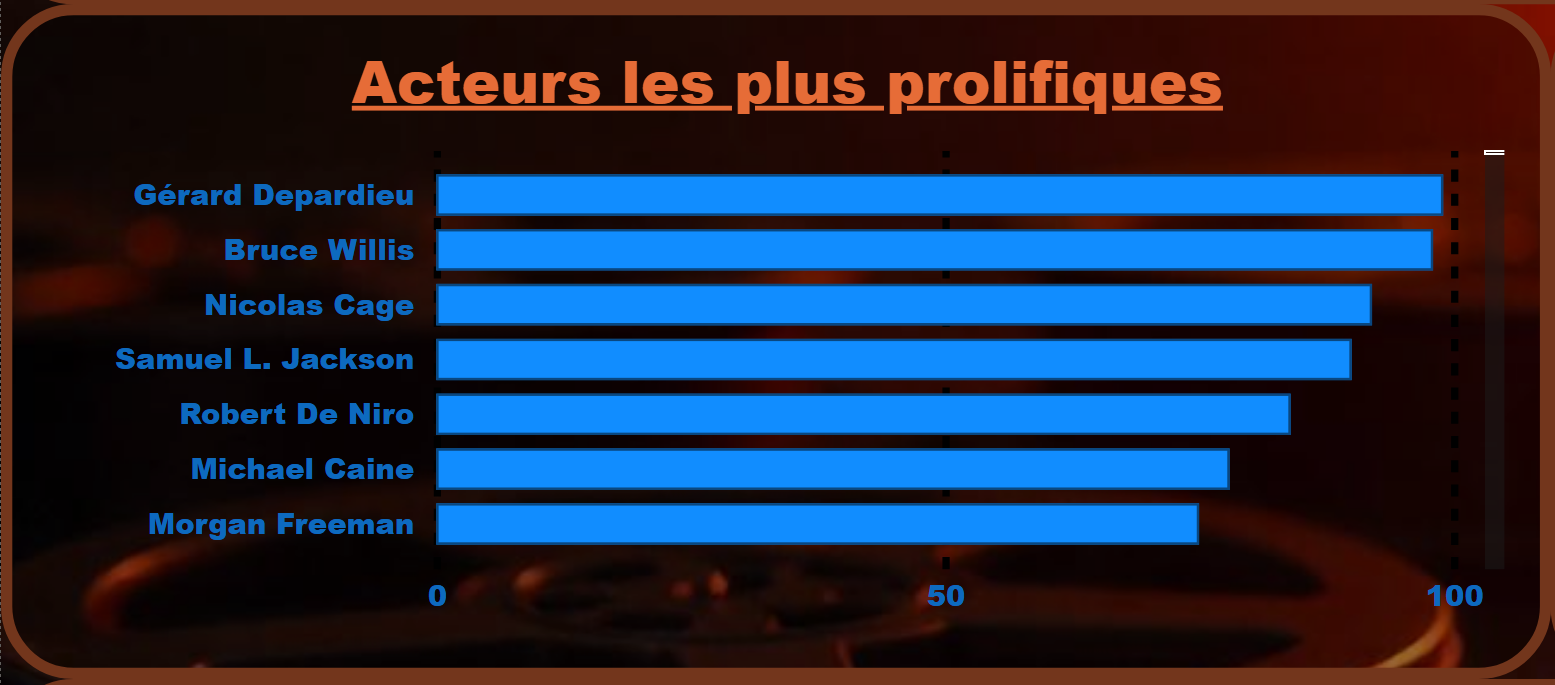 Acteurs les plus prolifiques
Gérard Depardieu
Bruce Willis
Nicolas Cage
Samuel L. Jackson
Robert De Niro
Michael Caine
Morgan Freeman
0 50 100